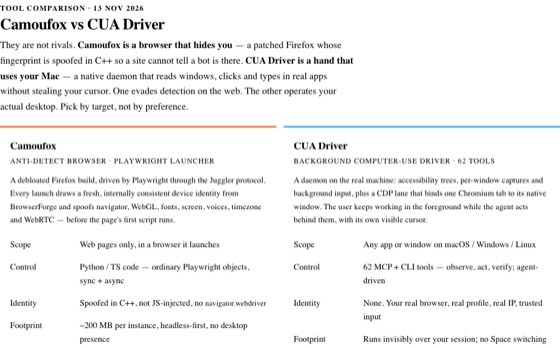 TOOL COMPARISON · 13 NOV 2026
Camoufox vs CUA Driver
They are not rivals. Camoufox is a browser that hides you — a patched Firefox whose
fingerprint is spoofed in C++ so a site cannot tell a bot is there. CUA Driver is a hand that
uses your Mac — a native daemon that reads windows, clicks and types in real apps
without stealing your cursor. One evades detection on the web. The other operates your
actual desktop. Pick by target, not by preference.
Camoufox
ANTI-DETECT BROWSER · PLAYWRIGHT LAUNCHER
A debloated Firefox build, driven by Playwright through the Juggler protocol.
Every launch draws a fresh, internally consistent device identity from
BrowserForge and spoofs navigator, WebGL, fonts, screen, voices, timezone
and WebRTC — before the page's first script runs.
Scope Web pages only, in a browser it launches
Control Python / TS code — ordinary Playwright objects,
sync + async
Identity Spoofed in C++, not JS-injected, no navigator.webdriver
Footprint ~200 MB per instance, headless-first, no desktop
presence
CUA Driver
BACKGROUND COMPUTER-USE DRIVER · 62 TOOLS
A daemon on the real machine: accessibility trees, per-window captures and
background input, plus a CDP lane that binds one Chromium tab to its native
window. The user keeps working in the foreground while the agent acts
behind them, with its own visible cursor.
Scope Any app or window on macOS / Windows / Linux
Control 62 MCP + CLI tools — observe, act, verify; agent-
driven
Identity None. Your real browser, real profile, real IP, trusted
input
Footprint Runs invisibly over your session; no Space switching